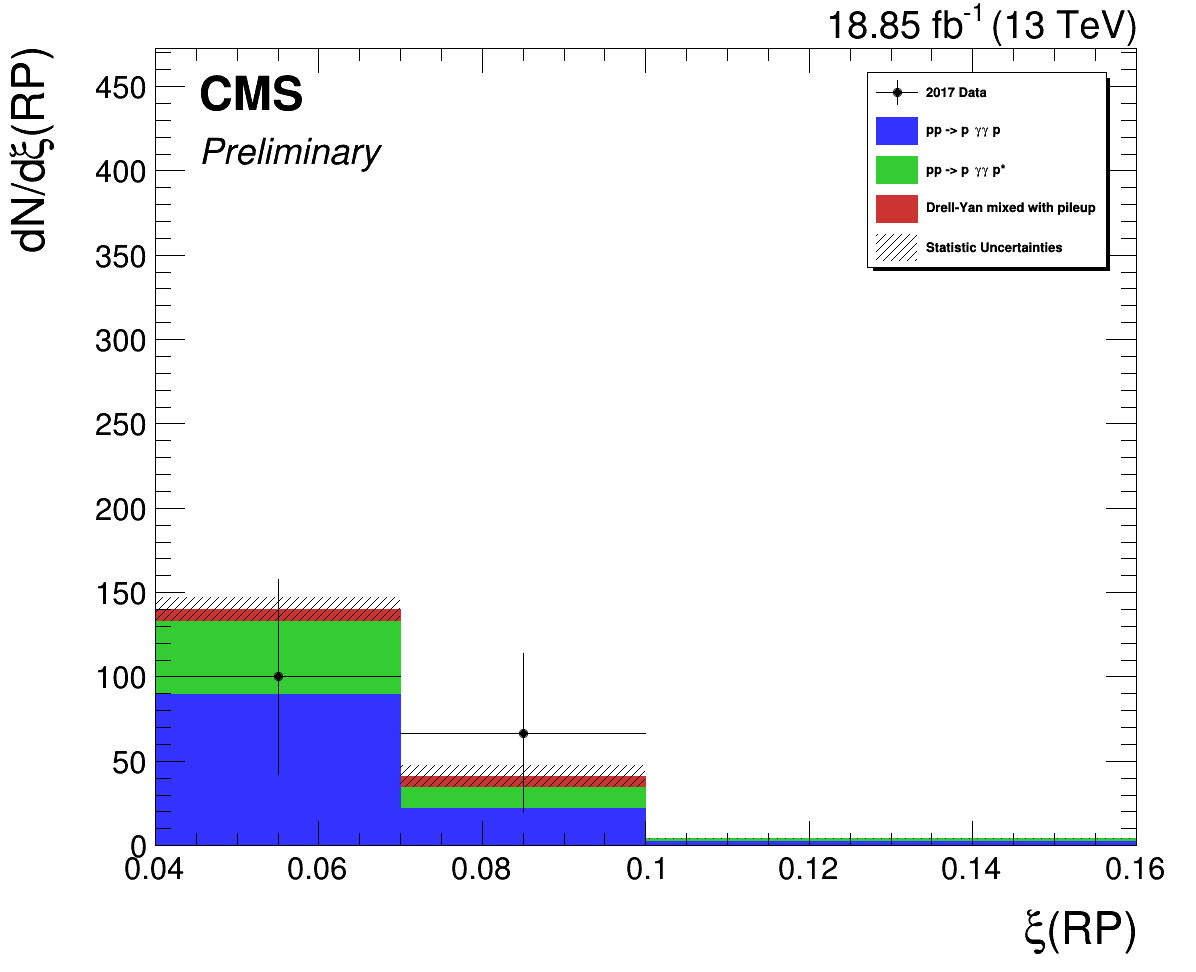 18.85 fb⁻¹ (13 TeV)
dN/dξ(RP)
CMS
Preliminary
2017 Data
pp -> p γγ p
pp -> p γγ p*
Drell-Yan mixed with pileup
Statistic Uncertainties
450
400
350
300
250
200
150
100
50
0
0.04 0.06 0.08 0.1 0.12 0.14 0.16
ξ(RP)